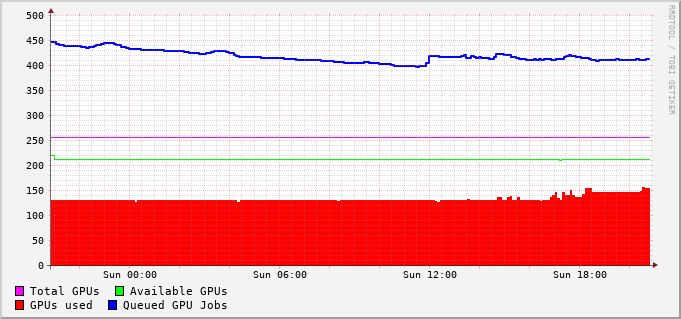 500
450
400
350
300
250
200
150
100
50
0
Sun 00:00 Sun 06:00 Sun 12:00 Sun 18:00
Total GPUs Available GPUs
GPUs used Queued GPU Jobs
RRDTOOL / TOBI OETIKER